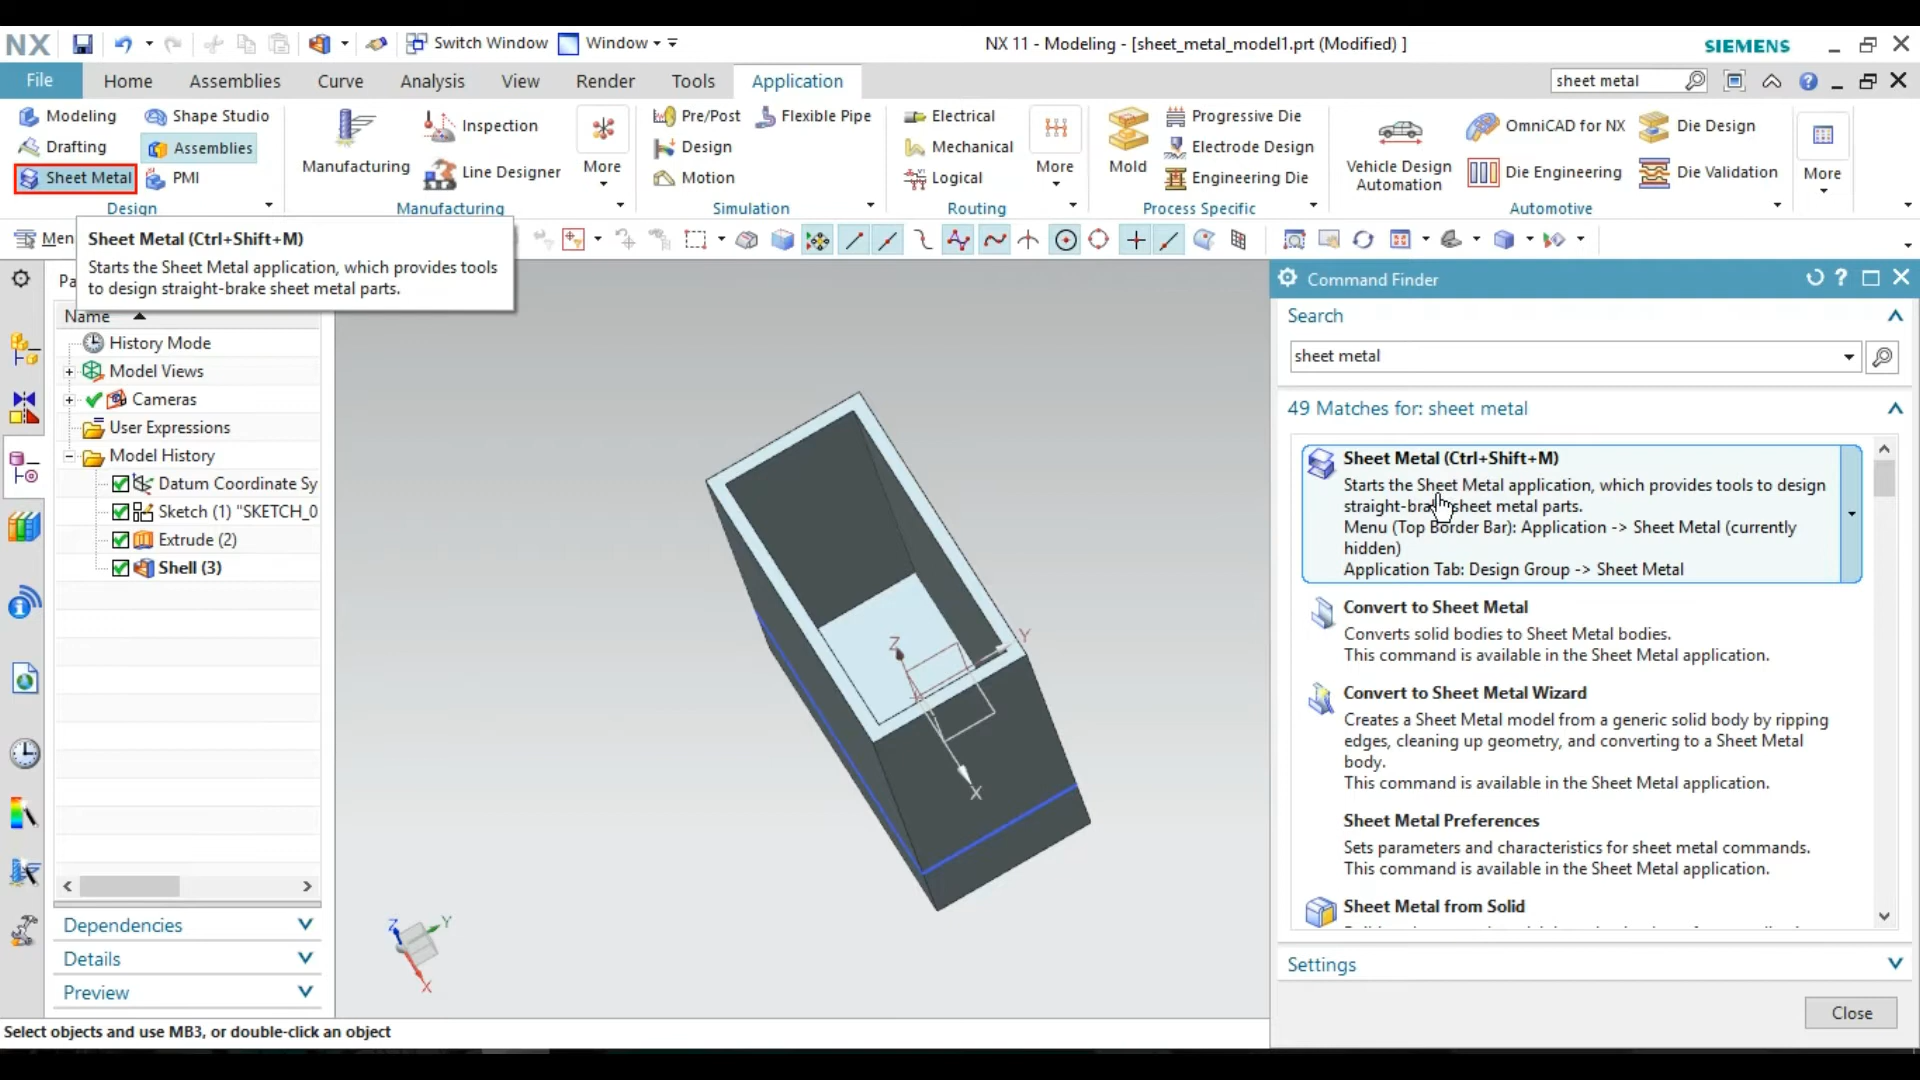 NX Switch Window Window NX 11 - Modeling - [sheet_metal_model1.prt (Modified) ] SIEMENS
File Home Assemblies Curve Analysis View Render Tools Application sheet metal
Modeling Shape Studio
Drafting Assemblies
Sheet Metal PMI
Design
Manufacturing Inspection
Line Designer
More
Manufacturing
Pre/Post Flexible Pipe
Design
Motion
Simulation
Electrical
Mechanical
Logical
More
Routing
Mold Progressive Die
Electrode Design
Engineering Die
Process Specific
Vehicle Design
Automation
OmniCAD for NX Die Design
Die Engineering Die Validation
Automotive
More
Men
Sheet Metal (Ctrl+Shift+M)
Starts the Sheet Metal application, which provides tools
to design straight-brake sheet metal parts.
Pa
Name
History Mode
Model Views
Cameras
User Expressions
Model History
Datum Coordinate Sy
Sketch (1) "SKETCH_0
Extrude (2)
Shell (3)
Dependencies
Details
Preview
Z
Y
X
Z
Y
X
Command Finder
Search
sheet metal
49 Matches for: sheet metal
Sheet Metal (Ctrl+Shift+M)
Starts the Sheet Metal application, which provides tools to design
straight-brake sheet metal parts.
Menu (Top Border Bar): Application -> Sheet Metal (currently
hidden)
Application Tab: Design Group -> Sheet Metal
Convert to Sheet Metal
Converts solid bodies to Sheet Metal bodies.
This command is available in the Sheet Metal application.
Convert to Sheet Metal Wizard
Creates a Sheet Metal model from a generic solid body by ripping
edges, cleaning up geometry, and converting to a Sheet Metal
body.
This command is available in the Sheet Metal application.
Sheet Metal Preferences
Sets parameters and characteristics for sheet metal commands.
This command is available in the Sheet Metal application.
Sheet Metal from Solid
Settings
Close
Select objects and use MB3, or double-click an object